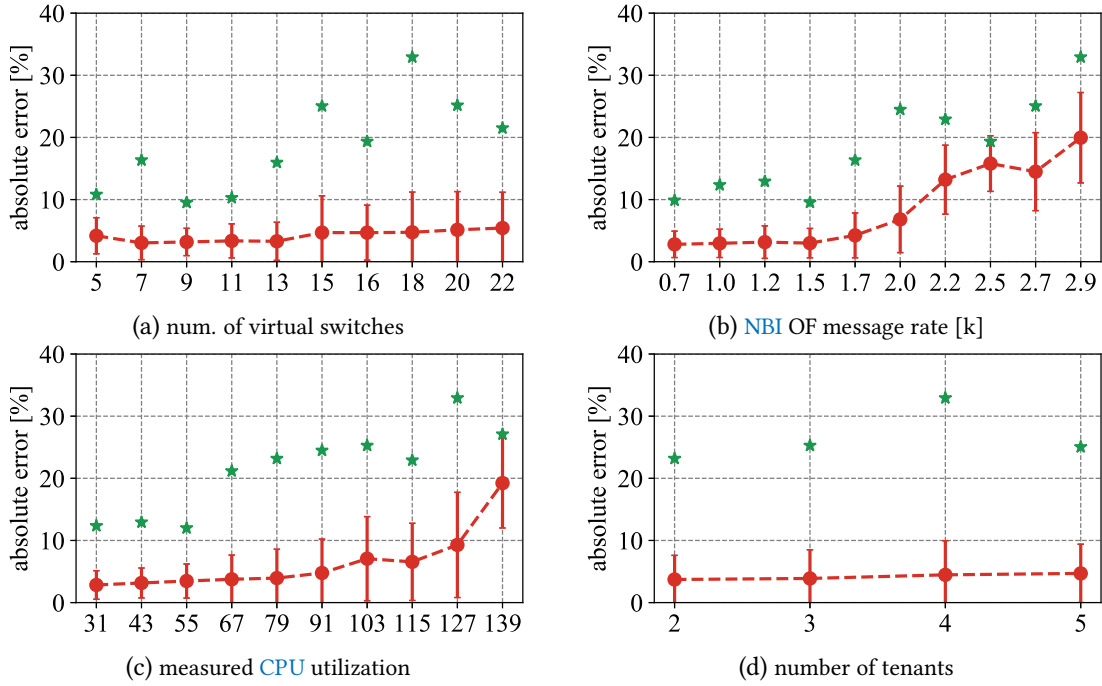 40
30
20
10
0
absolute error [%]
5 7 9 11 13 15 16 18 20 22
(a) num. of virtual switches
40
30
20
10
0
absolute error [%]
0.7 1.0 1.2 1.5 1.7 2.0 2.2 2.5 2.7 2.9
(b) NBI OF message rate [k]
40
30
20
10
0
absolute error [%]
31 43 55 67 79 91 103 115 127 139
(c) measured CPU utilization
40
30
20
10
0
absolute error [%]
2 3 4 5
(d) number of tenants